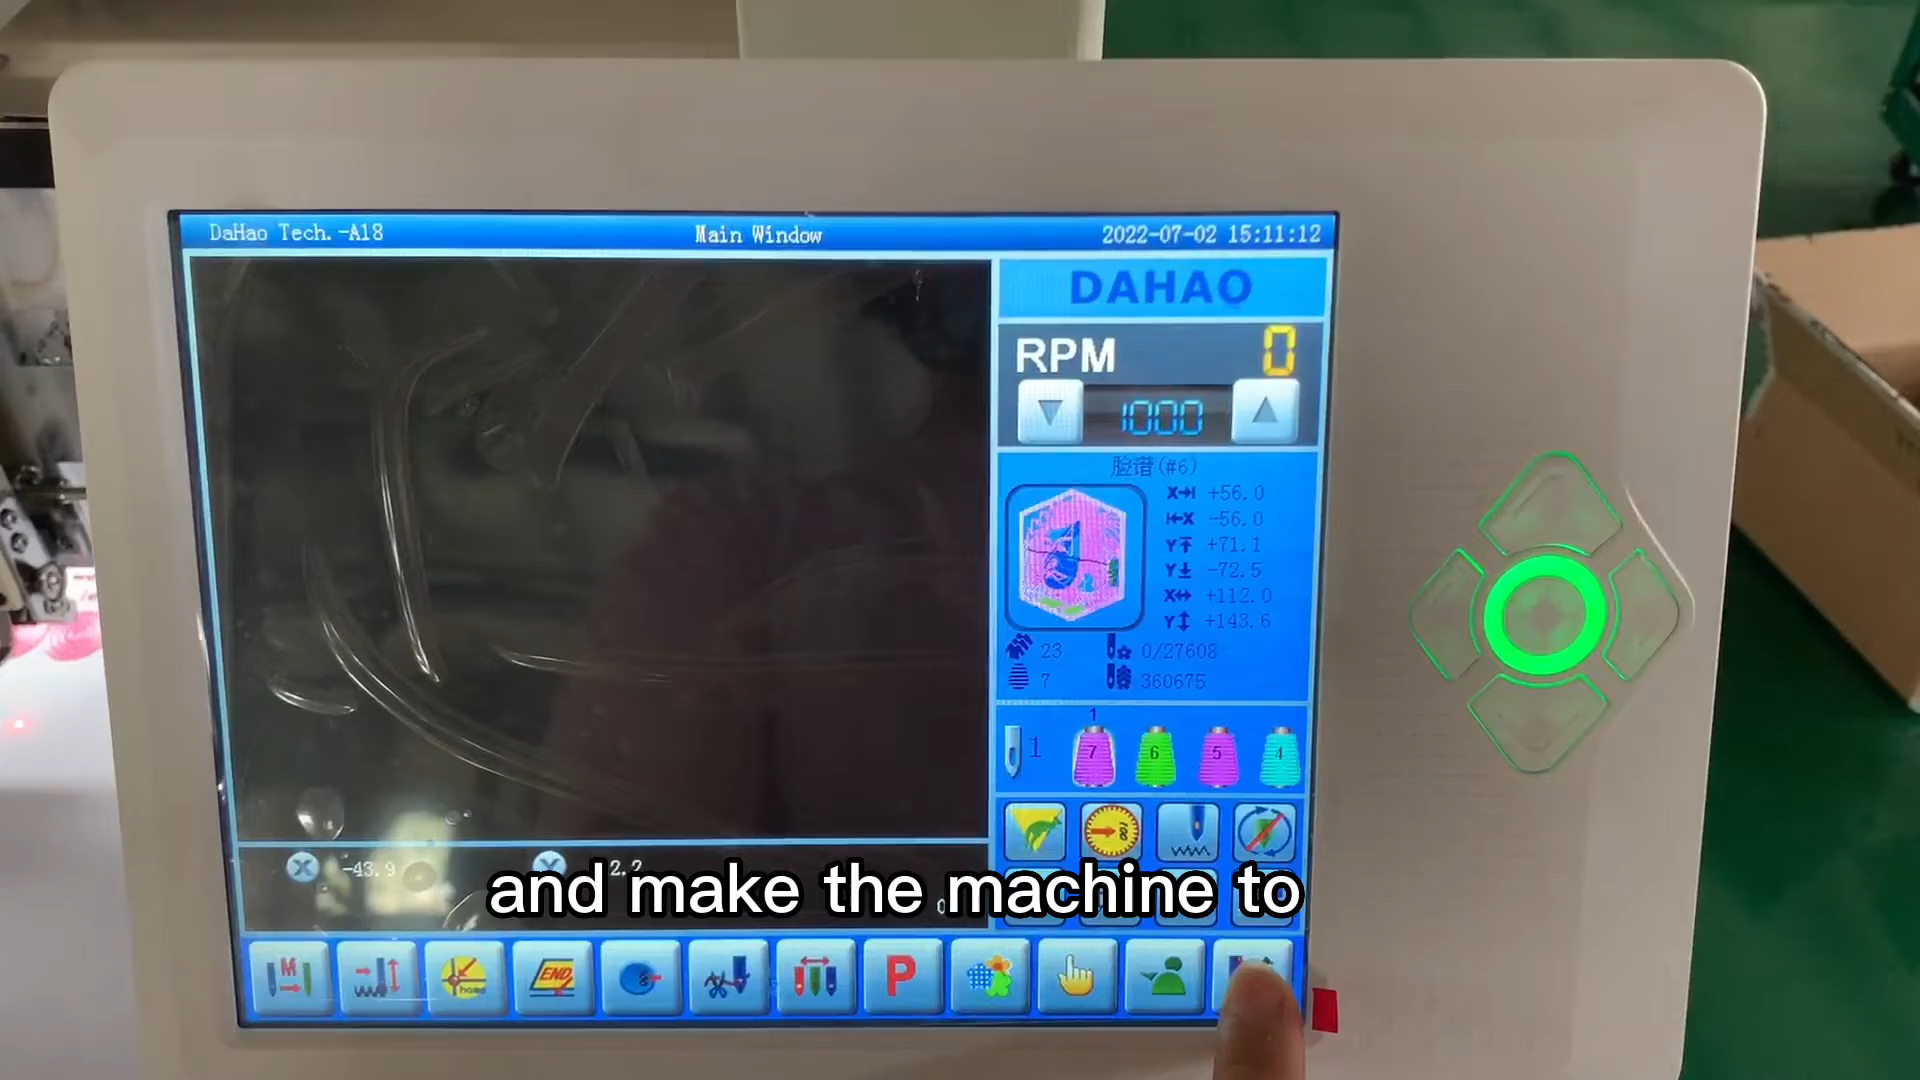 DaHao Tech.-A18
Main Window
2022-07-02 15:11:12
DAHAO
RPM 0
1000
脸谱(#6)
X +56.0
X -56.0
Y +71.1
Y -72.5
X +112.0
Y +143.6
23 0/27608
7 360675
1
1 7 6 5 4
100
X -43.9 Y 2.2
and make the machine to
M home END P